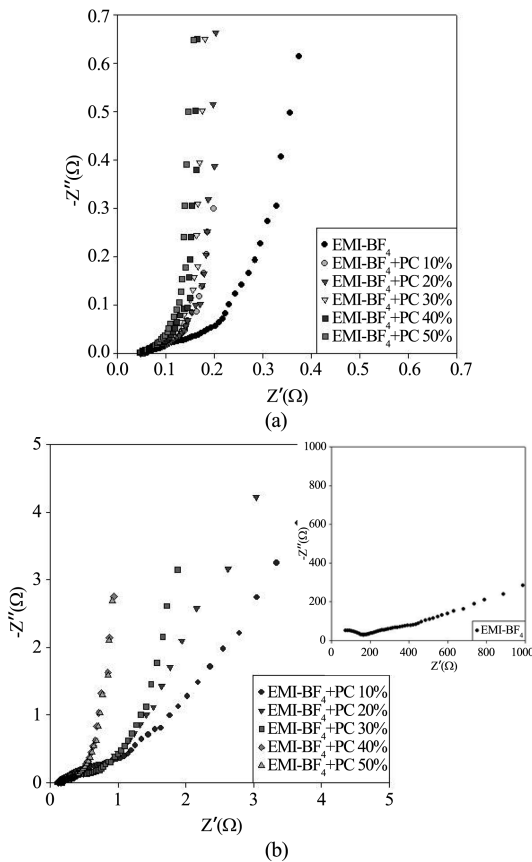 0.7
0.6
0.5
0.4
0.3
0.2
0.1
0.0
-Z″(Ω)
EMI-BF4
EMI-BF4+PC 10%
EMI-BF4+PC 20%
EMI-BF4+PC 30%
EMI-BF4+PC 40%
EMI-BF4+PC 50%
0.0 0.1 0.2 0.3 0.4 0.5 0.6 0.7
Z′(Ω)
(a)
5
4
3
2
1
0
-Z″(Ω)
1000
800
600
400
200
0
-Z″(Ω)
EMI-BF4
0 200 400 600 800 1000
Z′(Ω)
EMI-BF4+PC 10%
EMI-BF4+PC 20%
EMI-BF4+PC 30%
EMI-BF4+PC 40%
EMI-BF4+PC 50%
0 1 2 3 4 5
Z′(Ω)
(b)